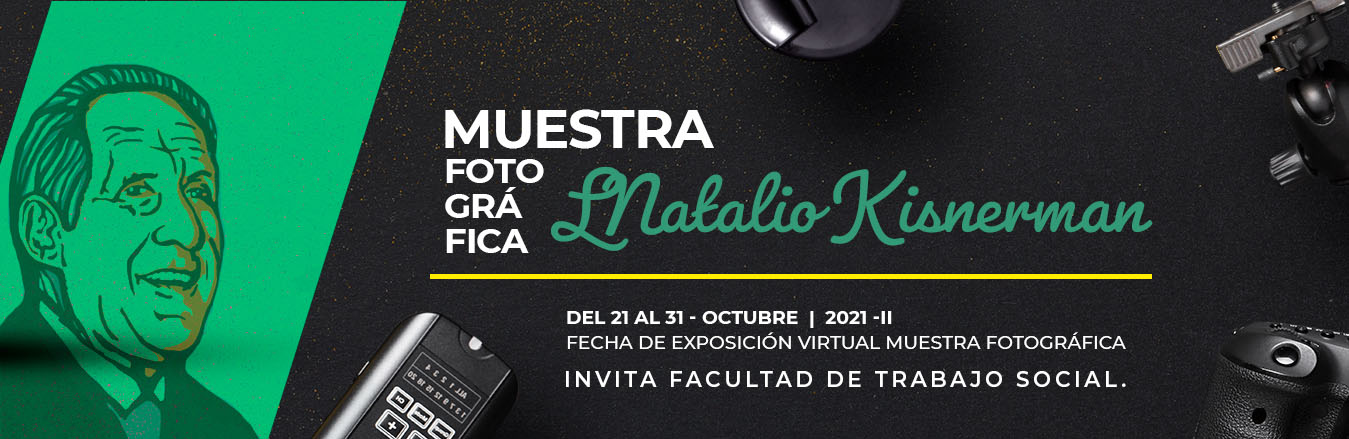 MUESTRA
FOTO
GRÁ
FICA
Natalio Kisnerman
DEL 21 AL 31 - OCTUBRE | 2021 -II
FECHA DE EXPOSICIÓN VIRTUAL MUESTRA FOTOGRÁFICA
INVITA FACULTAD DE TRABAJO SOCIAL.